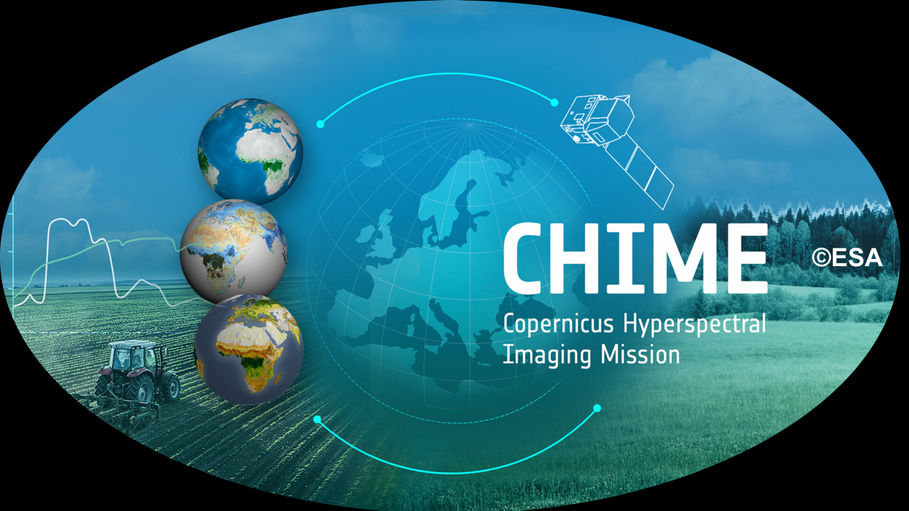 CHIME
Copernicus Hyperspectral
Imaging Mission
©ESA